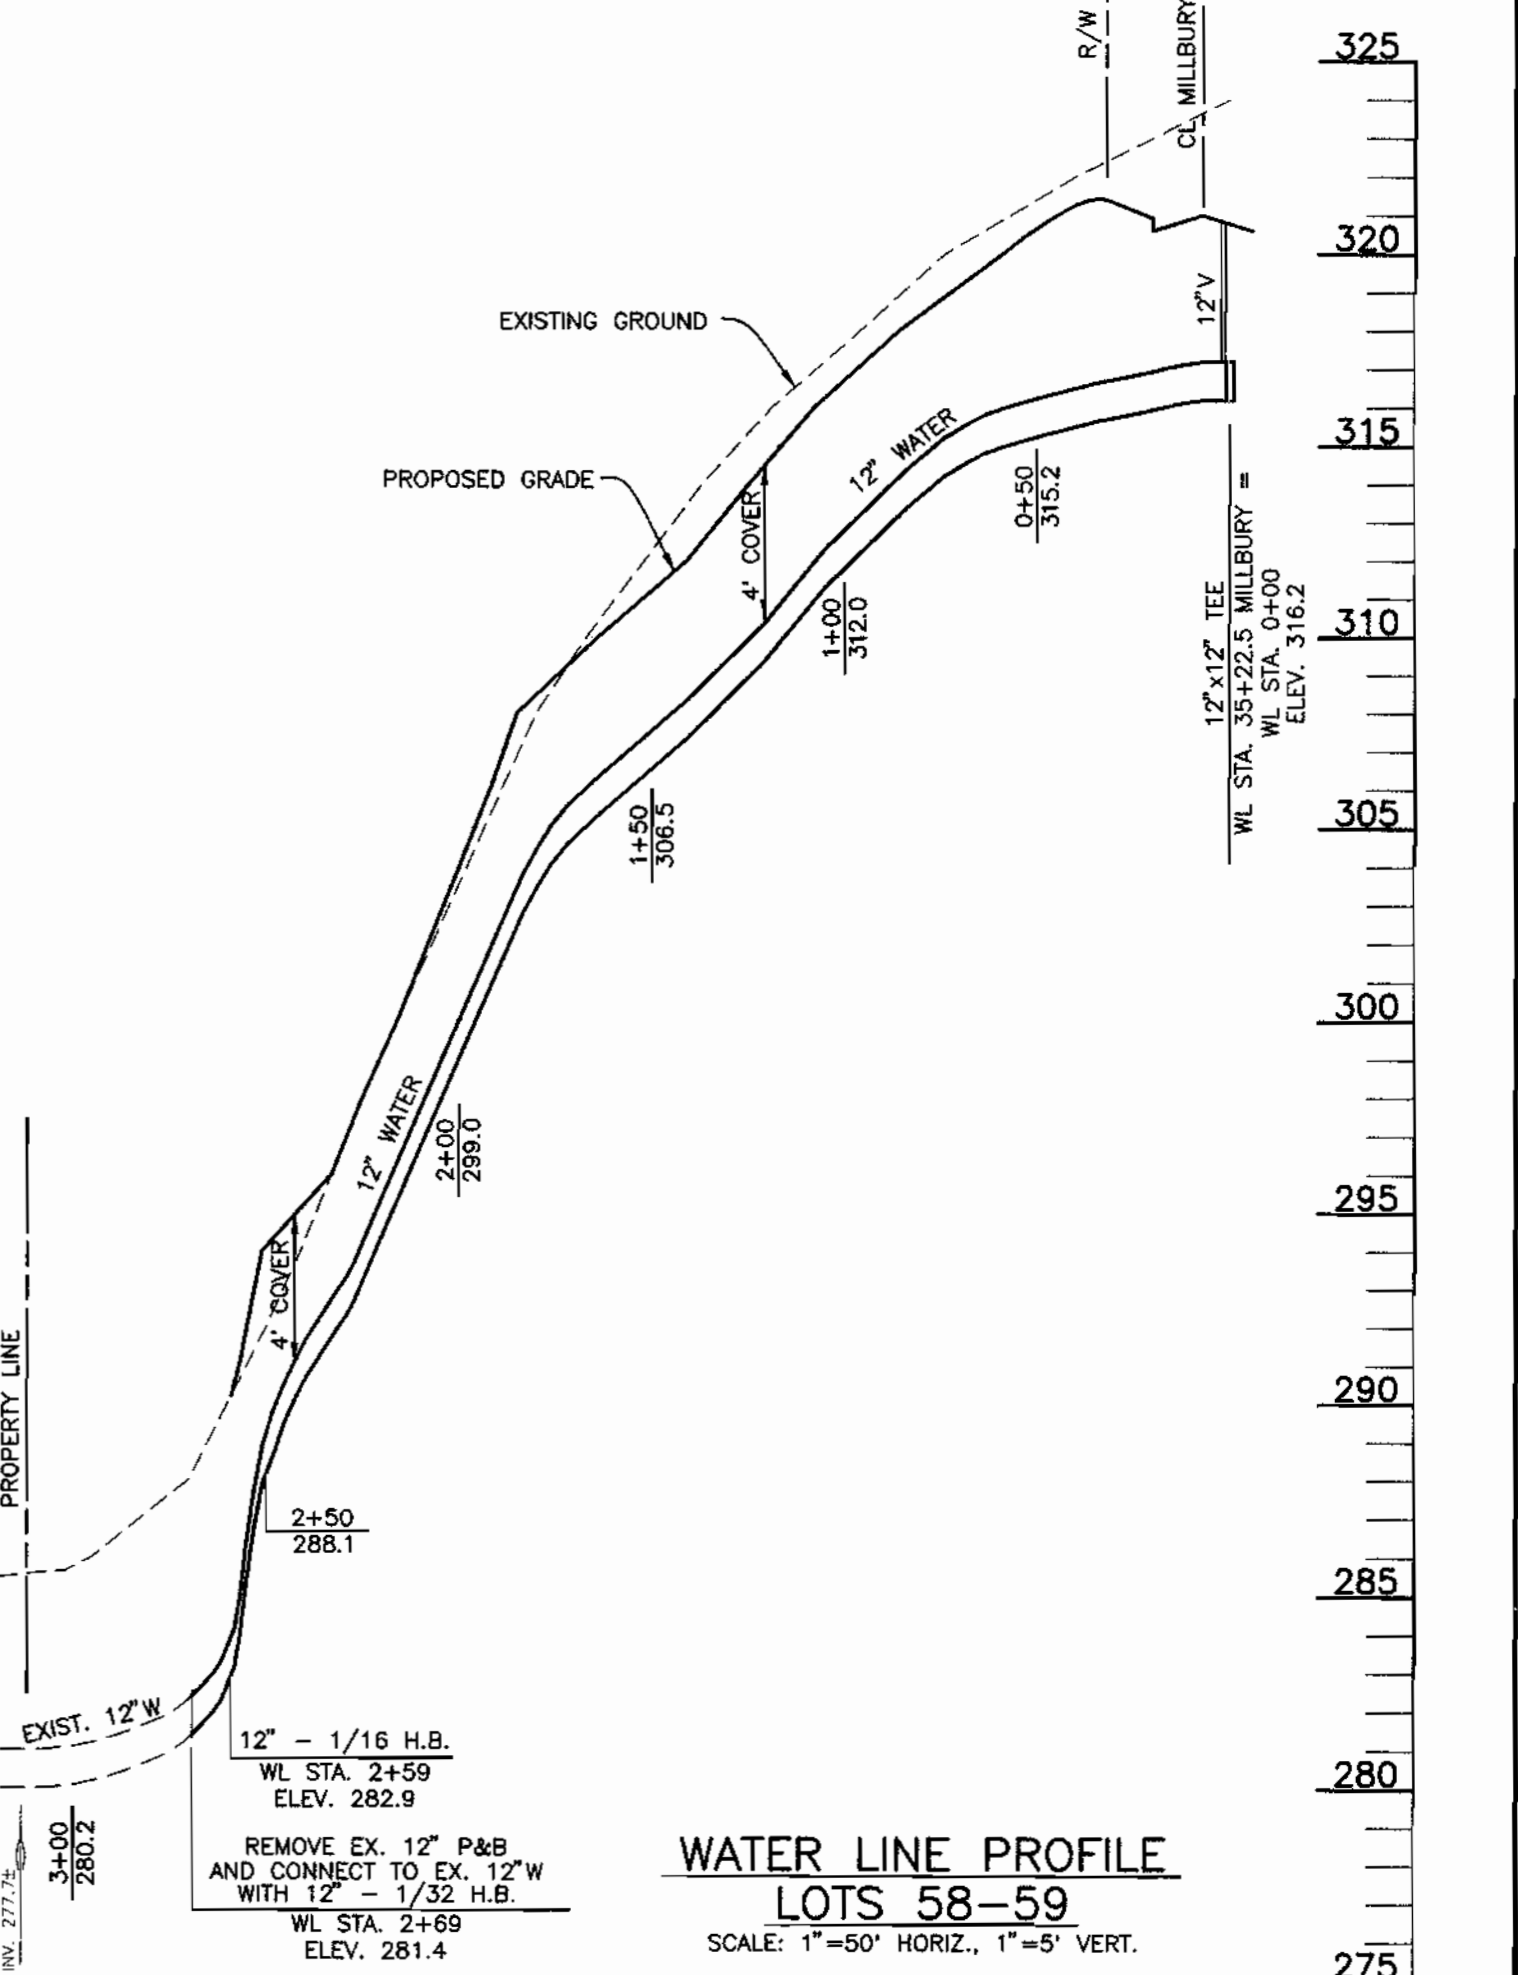 R/W
CL MILLBURY
325
320
12"V
EXISTING GROUND
PROPOSED GRADE
4' COVER
12" WATER
315
0+50
315.2
12"x12" TEE
WL STA. 35+22.5 MILLBURY =
WL STA. 0+00
ELEV. 316.2
310
1+00
312.0
305
1+50
306.5
300
12" WATER
2+00
299.0
295
4' COVER
290
PROPERTY LINE
2+50
288.1
285
EXIST. 12"W
12" - 1/16 H.B.
WL STA. 2+59
ELEV. 282.9
280
3+00
280.2
INV. 277.7±
REMOVE EX. 12" P&B
AND CONNECT TO EX. 12"W
WITH 12" - 1/32 H.B.
WL STA. 2+69
ELEV. 281.4
WATER LINE PROFILE
LOTS 58-59
SCALE: 1"=50' HORIZ., 1"=5' VERT.
275